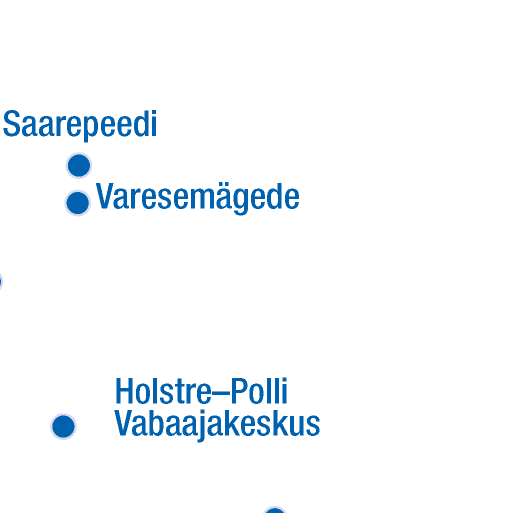 Saarepeedi
Varesemägede
Holstre–Polli
Vabaajakeskus